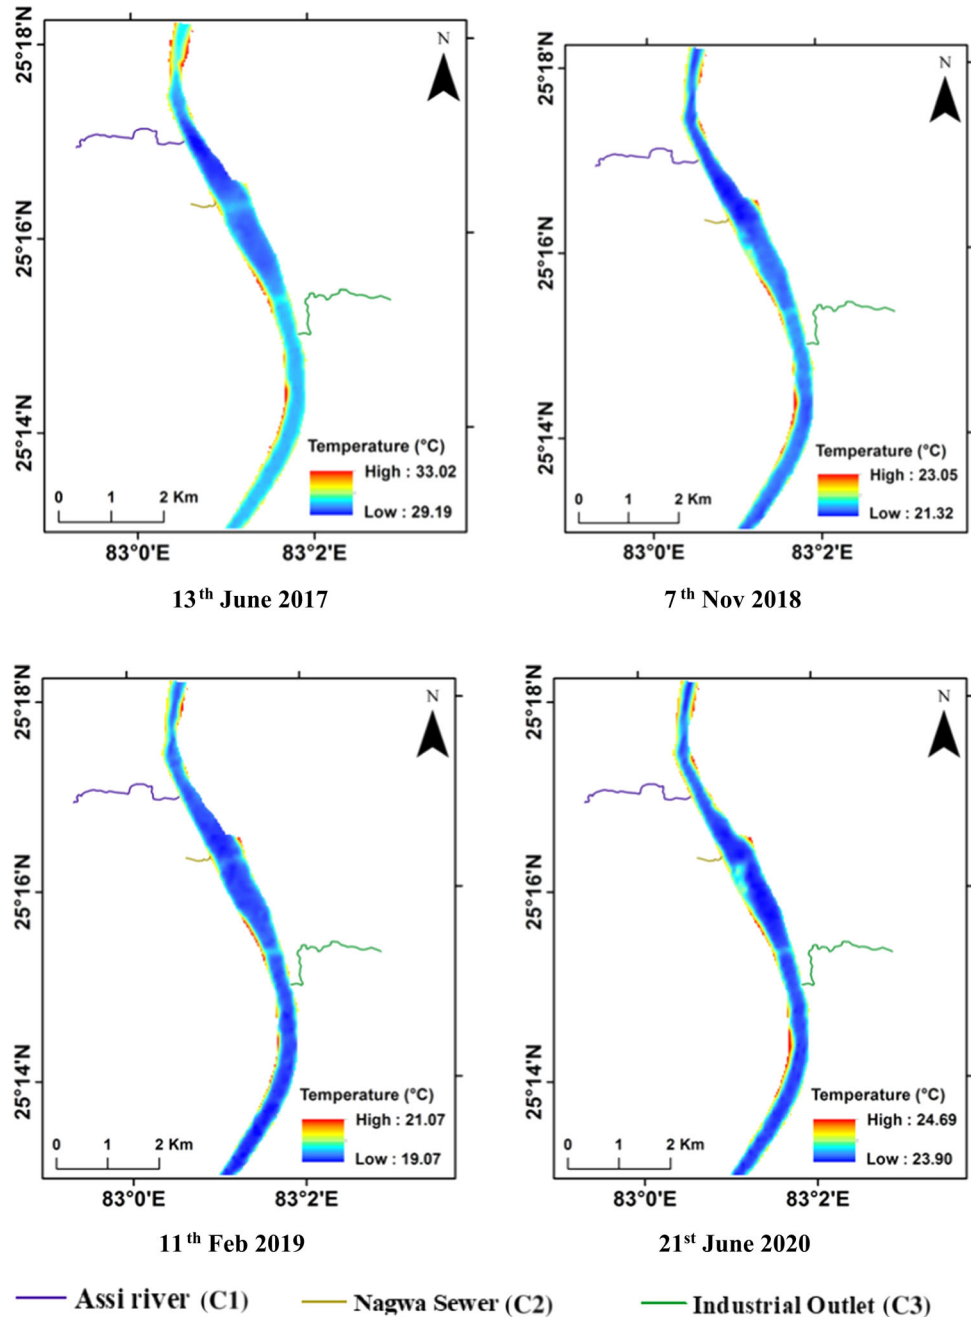 N
25°18'N
25°16'N
25°14'N
Temperature (°C)
High : 33.02
Low : 29.19
0 1 2 Km
83°0'E 83°2'E
13th June 2017
N
25°18'N
25°16'N
25°14'N
Temperature (°C)
High : 23.05
Low : 21.32
0 1 2 Km
83°0'E 83°2'E
7th Nov 2018
N
25°18'N
25°16'N
25°14'N
Temperature (°C)
High : 21.07
Low : 19.07
0 1 2 Km
83°0'E 83°2'E
11th Feb 2019
N
25°18'N
25°16'N
25°14'N
Temperature (°C)
High : 24.69
Low : 23.90
0 1 2 Km
83°0'E 83°2'E
21st June 2020
Assi river (C1) Nagwa Sewer (C2) Industrial Outlet (C3)